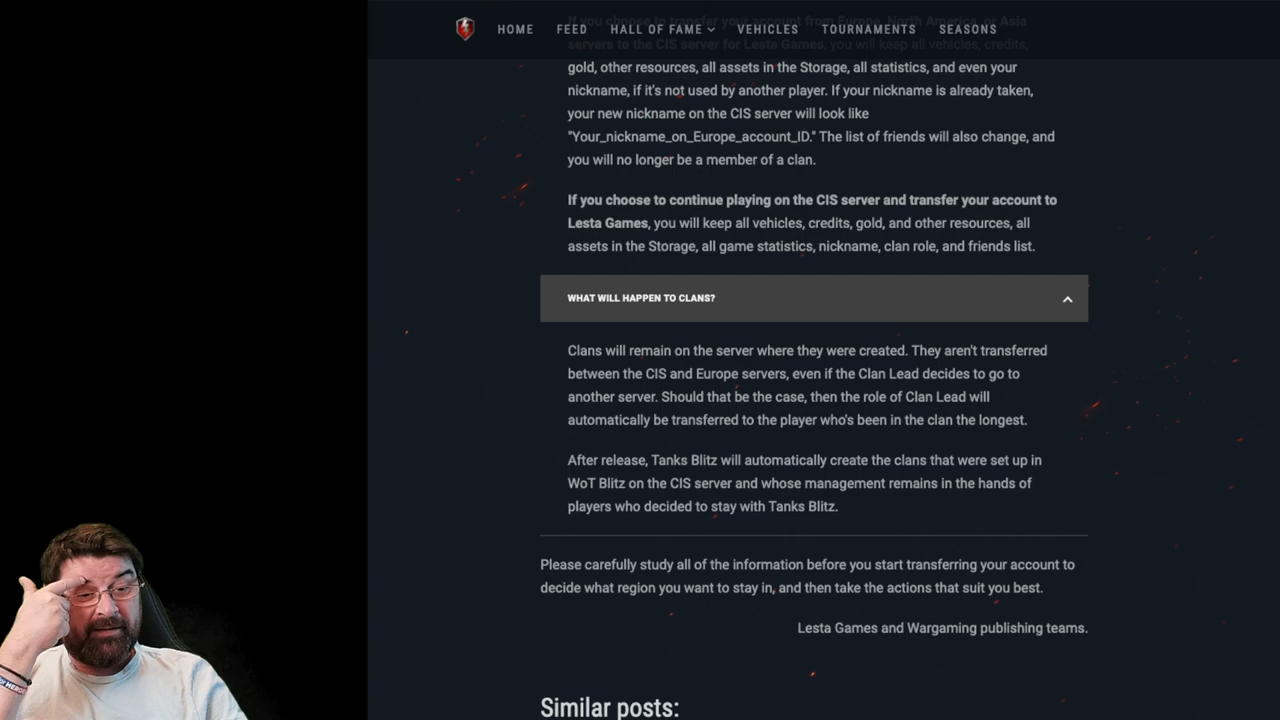 If you choose to transfer your account from Europe, North America, or Asia
HOME FEED HALL OF FAME VEHICLES TOURNAMENTS SEASONS
servers to the CIS server for Lesta Games, you will keep all vehicles, credits,
gold, other resources, all assets in the Storage, all statistics, and even your
nickname, if it's not used by another player. If your nickname is already taken,
your new nickname on the CIS server will look like
"Your_nickname_on_Europe_account_ID." The list of friends will also change, and
you will no longer be a member of a clan.
If you choose to continue playing on the CIS server and transfer your account to
Lesta Games, you will keep all vehicles, credits, gold, and other resources, all
assets in the Storage, all game statistics, nickname, clan role, and friends list.
WHAT WILL HAPPEN TO CLANS?
Clans will remain on the server where they were created. They aren't transferred
between the CIS and Europe servers, even if the Clan Lead decides to go to
another server. Should that be the case, then the role of Clan Lead will
automatically be transferred to the player who's been in the clan the longest.
After release, Tanks Blitz will automatically create the clans that were set up in
WoT Blitz on the CIS server and whose management remains in the hands of
players who decided to stay with Tanks Blitz.
Please carefully study all of the information before you start transferring your account to
decide what region you want to stay in, and then take the actions that suit you best.
Lesta Games and Wargaming publishing teams.
Similar posts: